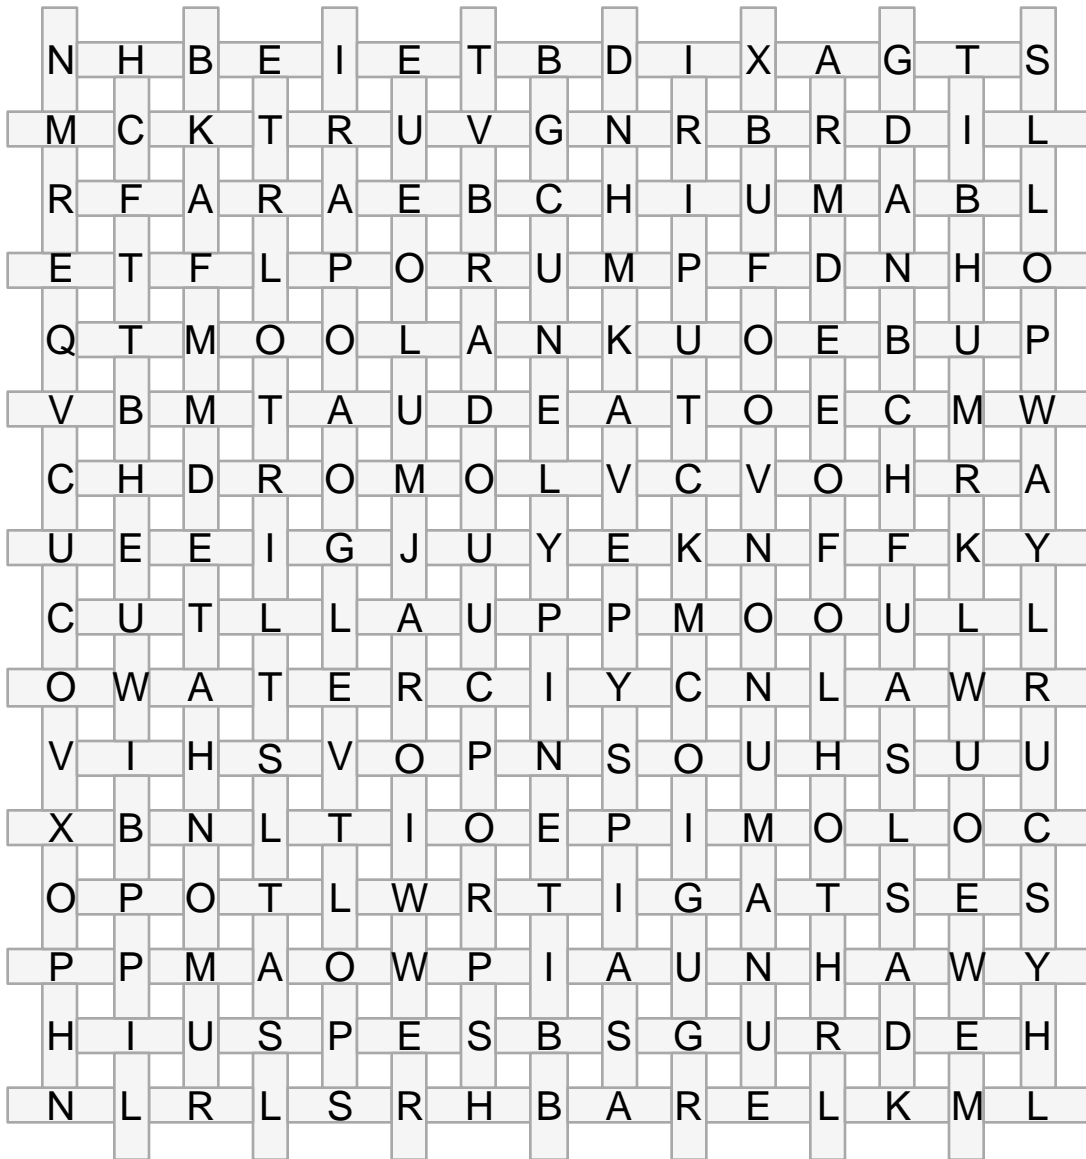 N H B E I E T B D I X A G T S
M C K T R U V G N R B R D I L
R F A R A E B C H I U M A B L
E T F L P O R U M P F D N H O
Q T M O O L A N K U O E B U P
V B M T A U D E A T O E C M W
C H D R O M O L V C V O H R A
U E E I G J U Y E K N F F K Y
C U T L L A U P P M O O U L L
O W A T E R C I Y C N L A W R
V I H S V O P N S O U H S U U
X B N L T I O E P I M O L O C
O P O T L W R T I G A T S E S
P P M A O W P I A U N H A W Y
H I U S P E S B S G U R D E H
N L R L S R H B A R E L K M L